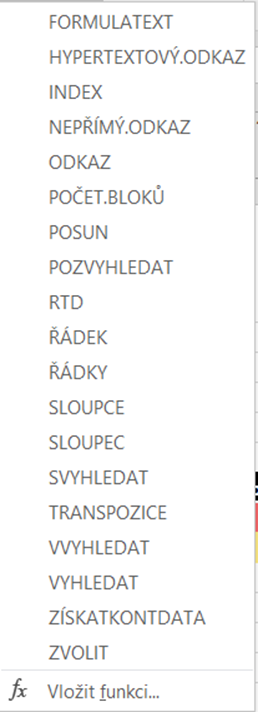 FORMULATEXT
HYPERTEXTOVÝ.ODKAZ
INDEX
NEPŘÍMÝ.ODKAZ
ODKAZ
POČET.BLOKŮ
POSUN
POZVYHLEDAT
RTD
ŘÁDEK
ŘÁDKY
SLOUPCE
SLOUPEC
SVYHLEDAT
TRANSPOZICE
VVYHLEDAT
VYHLEDAT
ZÍSKATKONTDATA
ZVOLIT
fx Vložit funkci...